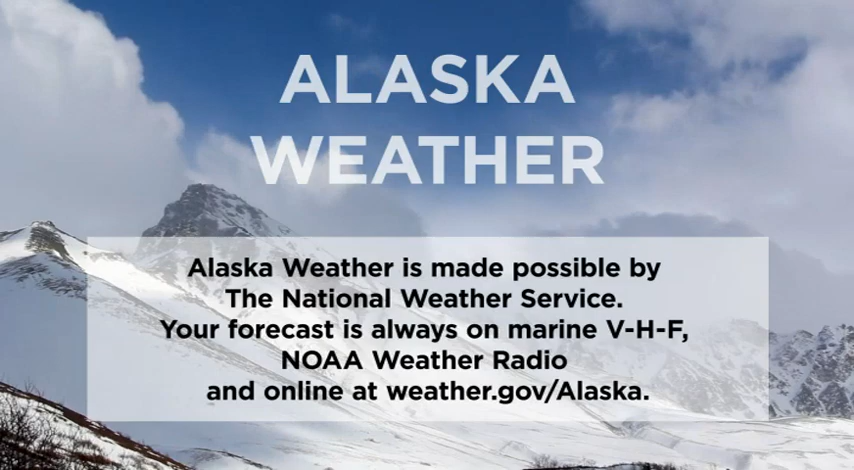 ALASKA
WEATHER
Alaska Weather is made possible by
The National Weather Service.
Your forecast is always on marine V-H-F,
NOAA Weather Radio
and online at weather.gov/Alaska.